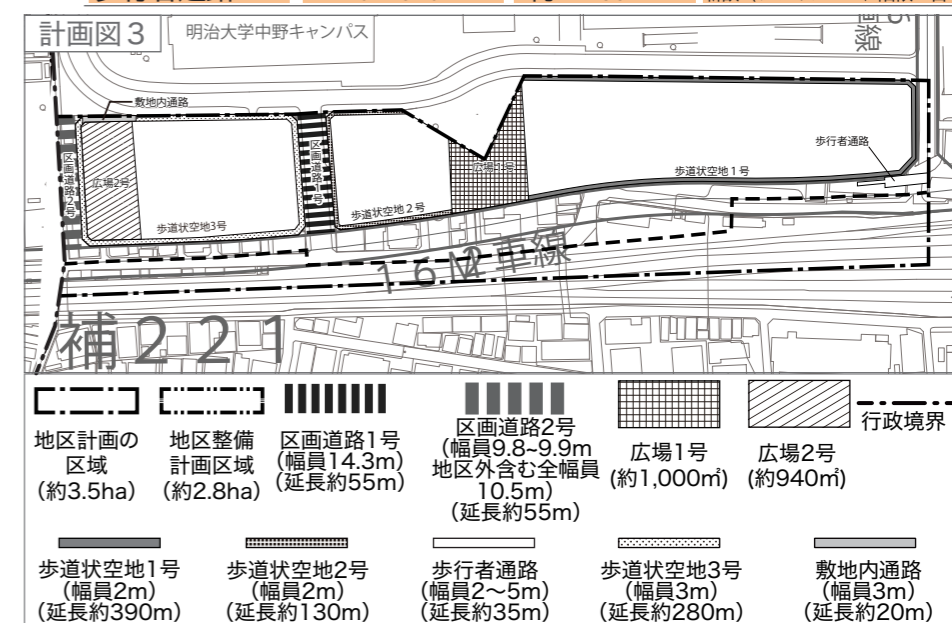 計画図3
明治大学中野キャンパス
敷地内通路
区画道路2号
広場2号
歩道状空地3号
区画道路1号
歩道状空地2号
広場1号
歩道状空地1号
歩行者通路
補221
地区計画の
区域
(約3.5ha)
地区整備
計画区域
(約2.8ha)
区画道路1号
(幅員14.3m)
(延長約55m)
区画道路2号
(幅員9.8~9.9m
地区外含む全幅員
10.5m)
(延長約55m)
広場1号
(約1,000㎡)
広場2号
(約940㎡)
行政境界
歩道状空地1号
(幅員2m)
(延長約390m)
歩道状空地2号
(幅員2m)
(延長約130m)
歩行者通路
(幅員2〜5m)
(延長約35m)
歩道状空地3号
(幅員3m)
(延長約280m)
敷地内通路
(幅員3m)
(延長約20m)